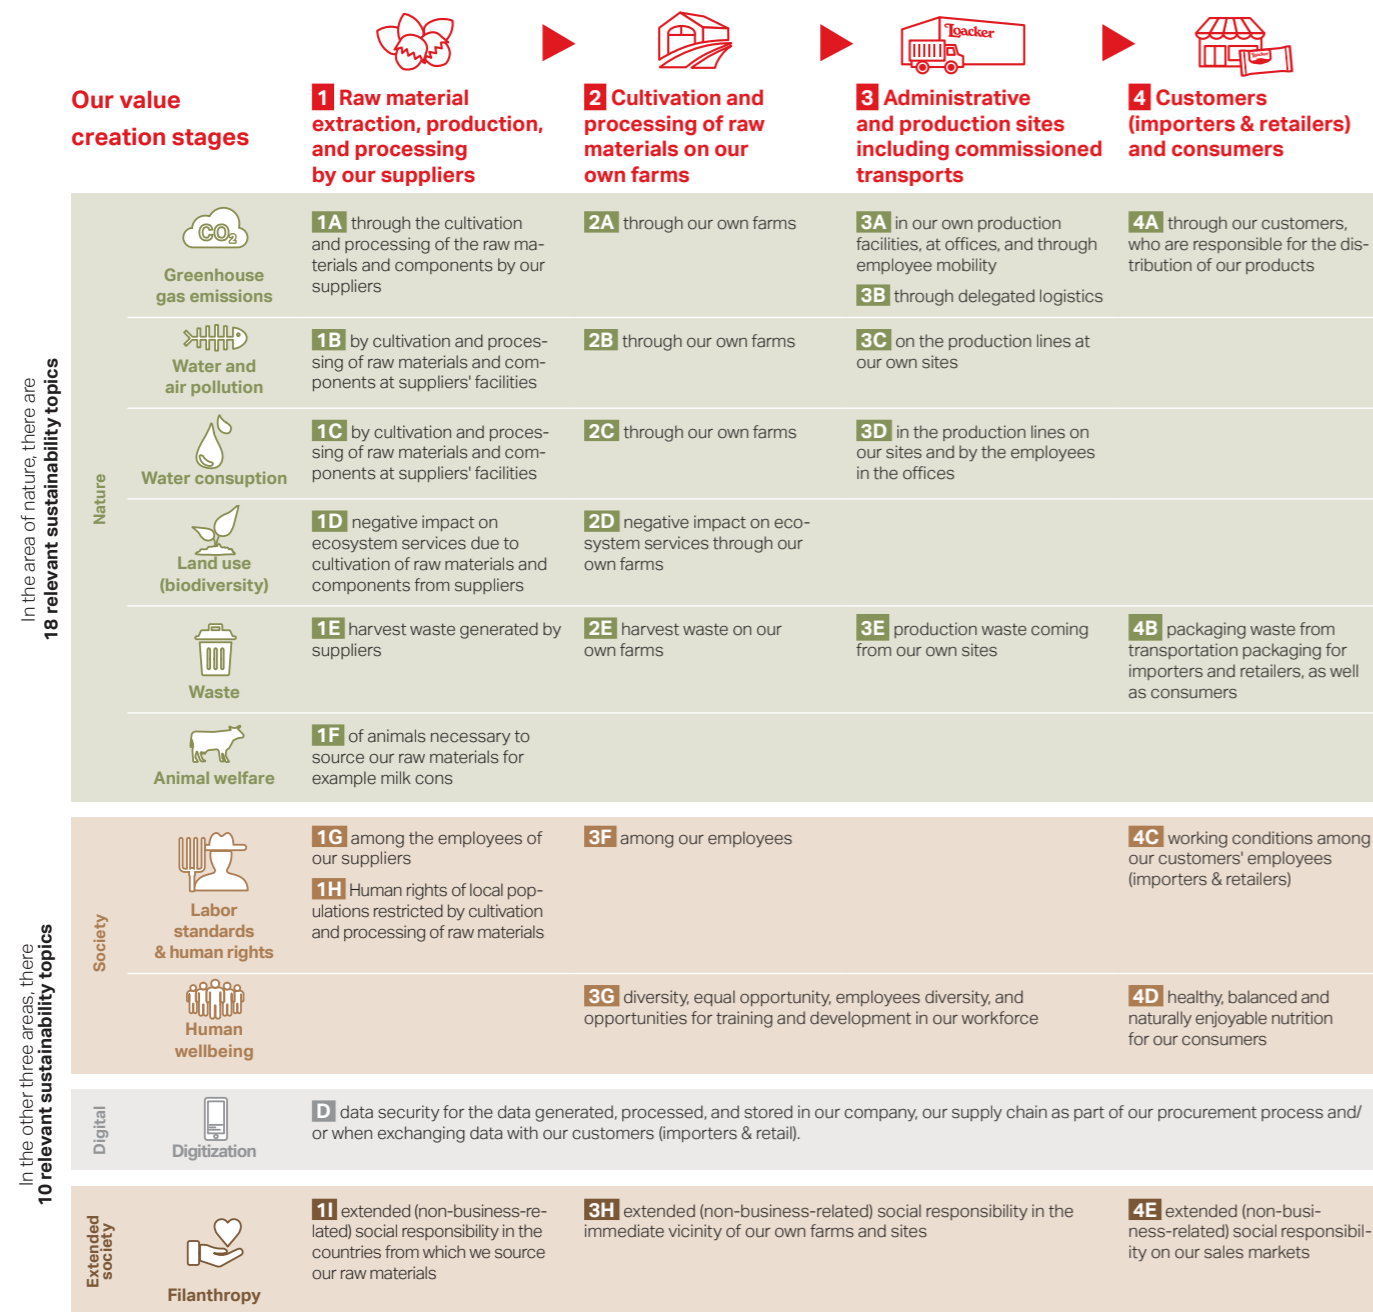 Loacker
Our value
creation stages
1 Raw material
extraction, production,
and processing
by our suppliers
2 Cultivation and
processing of raw
materials on our
own farms
3 Administrative
and production sites
including commissioned
transports
4 Customers
(importers & retailers)
and consumers
In the area of nature, there are
18 relevant sustainability topics
Nature
CO2
Greenhouse
gas emissions
1A through the cultivation
and processing of the raw ma-
terials and components by our
suppliers
2A through our own farms
3A in our own production
facilities, at offices, and through
employee mobility
3B through delegated logistics
4A through our customers,
who are responsible for the dis-
tribution of our products
Water and
air pollution
1B by cultivation and proces-
sing of raw materials and com-
ponents at suppliers' facilities
2B through our own farms
3C on the production lines at
our own sites
Water consuption
1C by cultivation and proces-
sing of raw materials and com-
ponents at suppliers' facilities
2C through our own farms
3D in the production lines on
our sites and by the employees
in the offices
Land use
(biodiversity)
1D negative impact on
ecosystem services due to
cultivation of raw materials and
components from suppliers
2D negative impact on eco-
system services through our
own farms
Waste
1E harvest waste generated by
suppliers
2E harvest waste on our
own farms
3E production waste coming
from our own sites
4B packaging waste from
transportation packaging for
importers and retailers, as well
as consumers
Animal welfare
1F of animals necessary to
source our raw materials for
example milk cons
In the other three areas, there
10 relevant sustainability topics
Society
Labor
standards
& human rights
1G among the employees of
our suppliers
1H Human rights of local pop-
ulations restricted by cultivation
and processing of raw materials
3F among our employees
4C working conditions among
our customers' employees
(importers & retailers)
Human
wellbeing
3G diversity, equal opportunity, employees diversity, and
opportunities for training and development in our workforce
4D healthy, balanced and
naturally enjoyable nutrition
for our consumers
Digital
Digitization
D data security for the data generated, processed, and stored in our company, our supply chain as part of our procurement process and/
or when exchanging data with our customers (importers & retail).
Extended
society
Filanthropy
1I extended (non-business-re-
lated) social responsibility in the
countries from which we source
our raw materials
3H extended (non-business-related) social responsibility in the
immediate vicinity of our own farms and sites
4E extended (non-busi-
ness-related) social responsibil-
ity on our sales markets